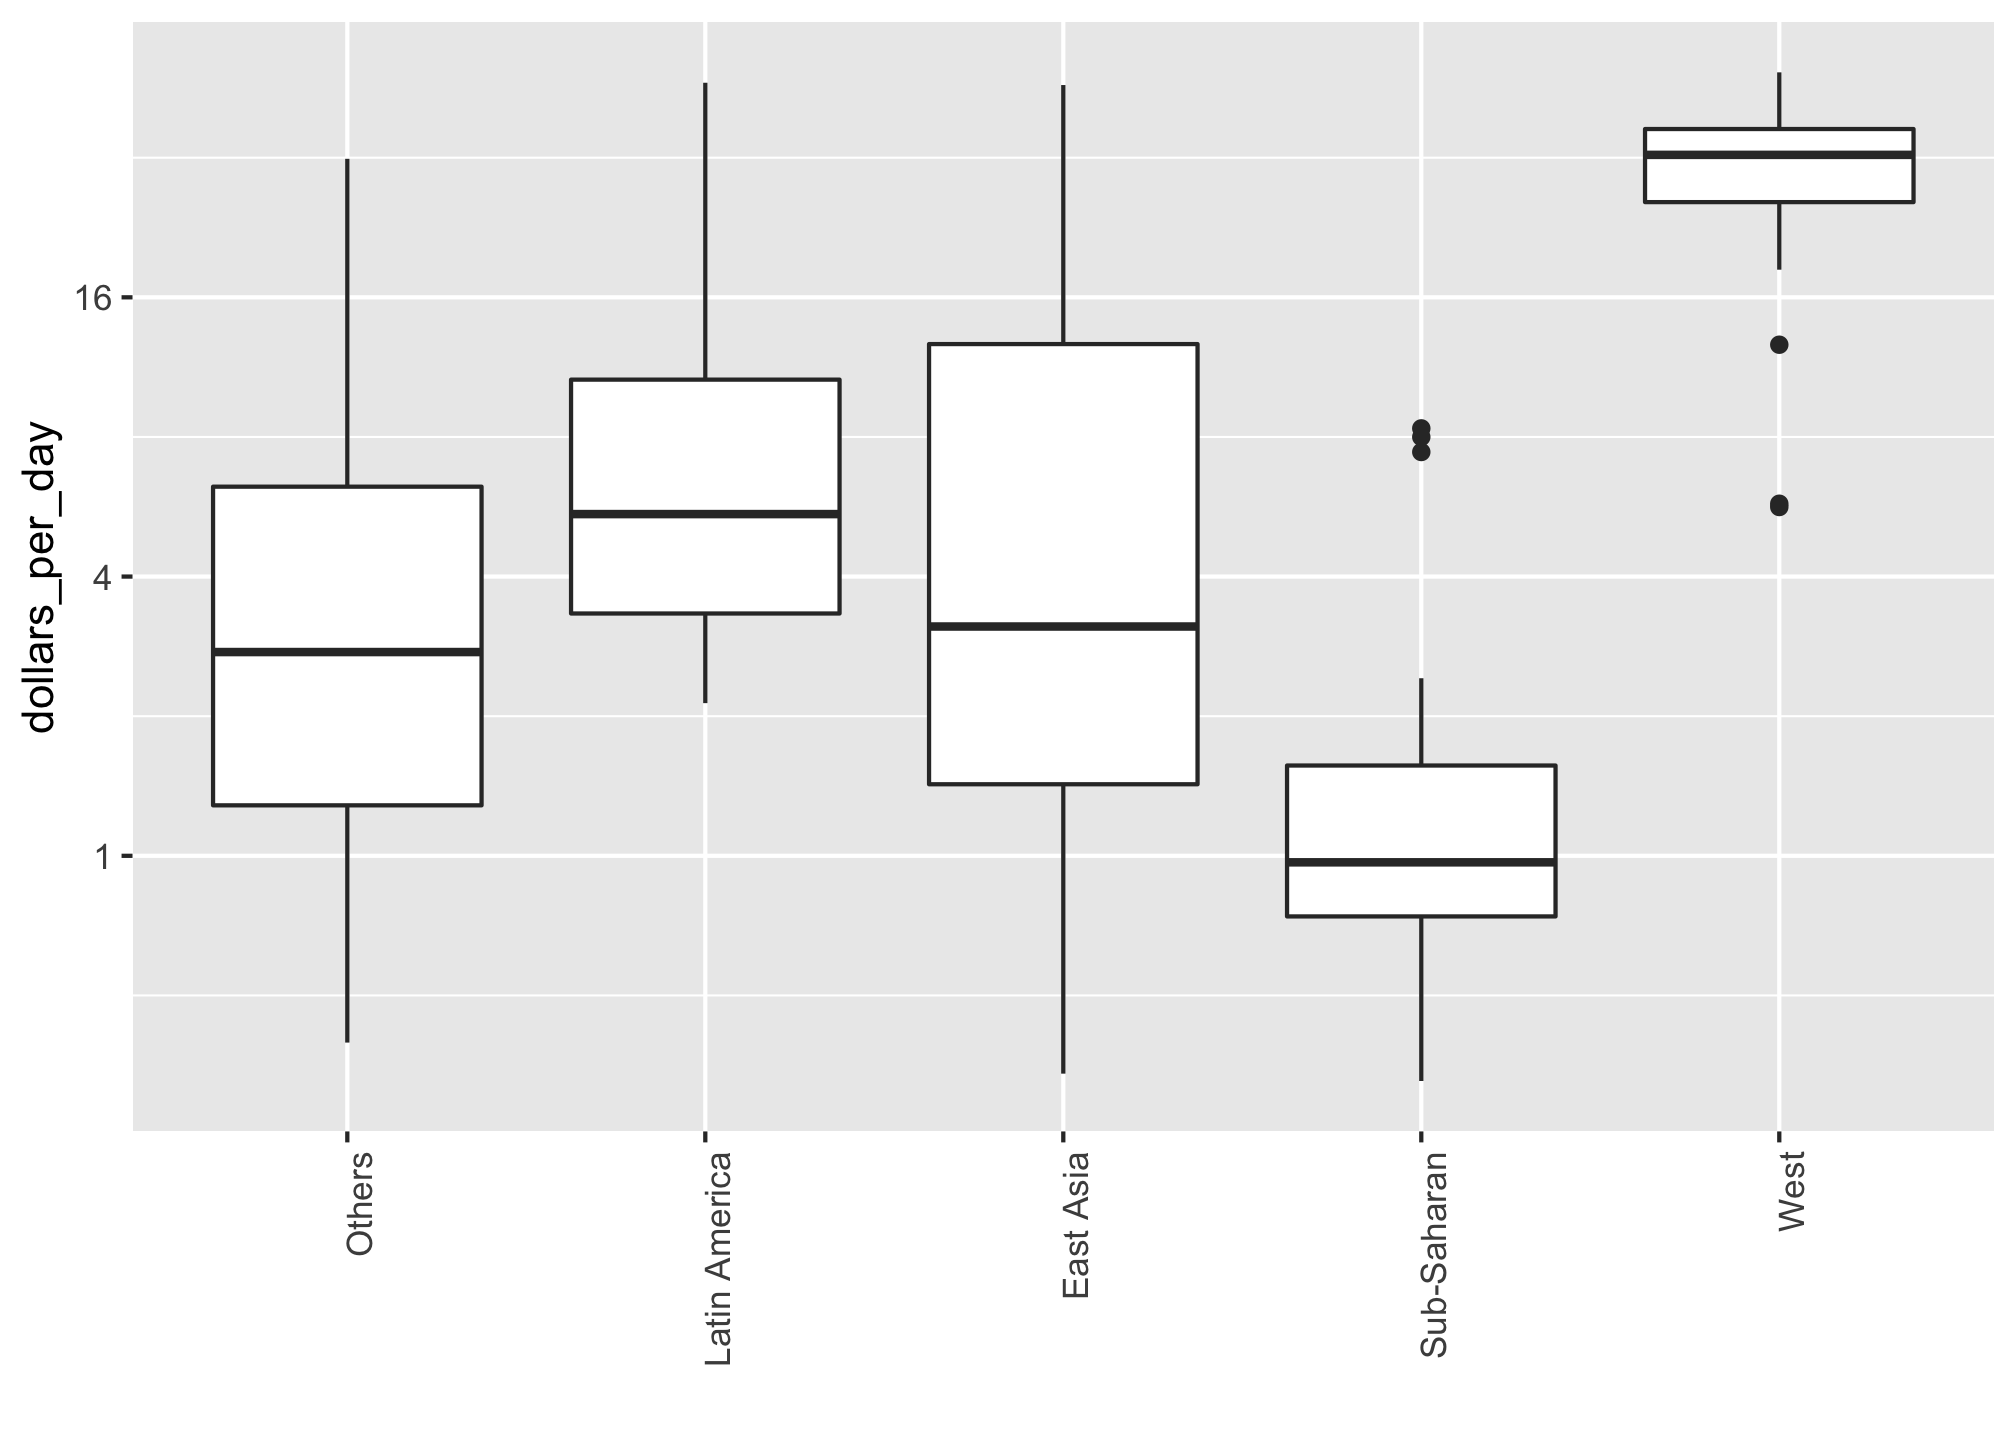 dollars_per_day
16
4
1
Others
Latin America
East Asia
Sub-Saharan
West